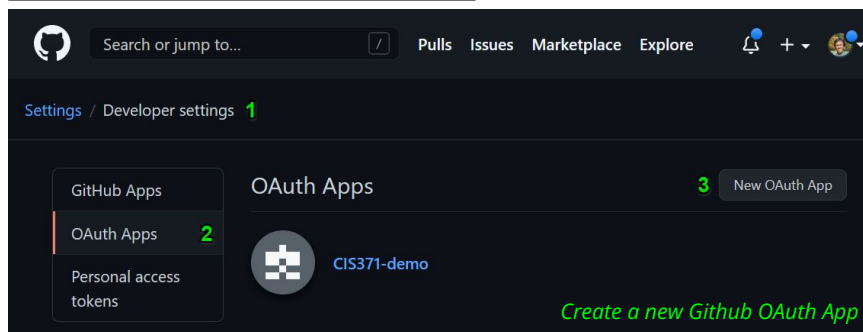 Search or jump to... / Pulls Issues Marketplace Explore
Settings / Developer settings 1
GitHub Apps
OAuth Apps 2
Personal access
tokens
OAuth Apps 3 New OAuth App
CIS371-demo
Create a new Github OAuth App